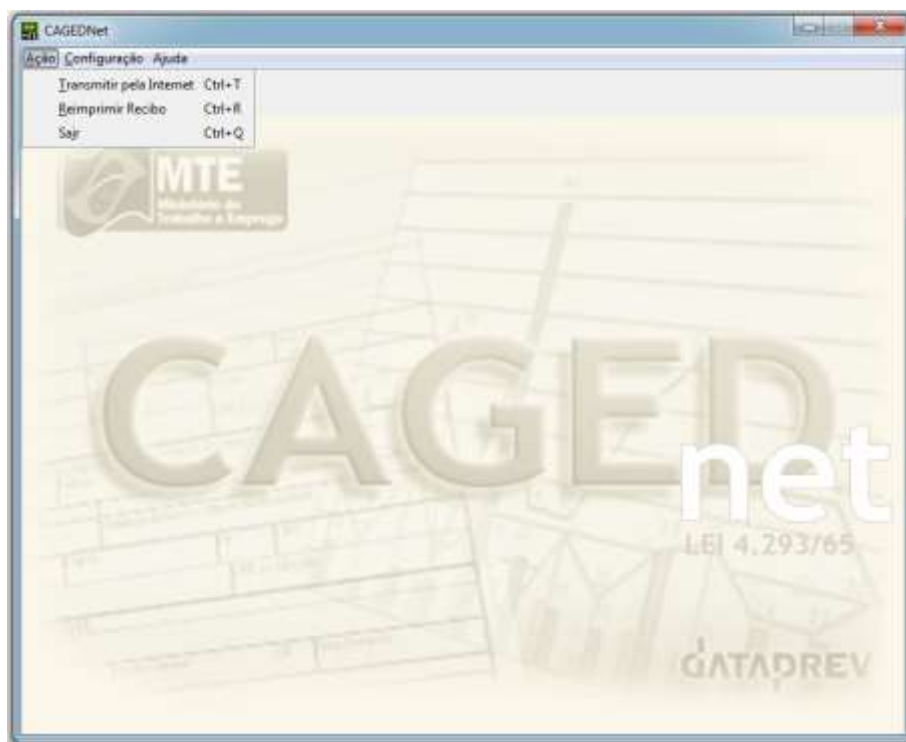 CAGEDNet
Ação Configuração Ajuda
Transmitir pela Internet Ctrl+T
Reimprimir Recibo Ctrl+R
Sair Ctrl+Q
MTE
Ministério do
Trabalho e Emprego
CAGED
net
LEI 4.293/65
DATAPREV